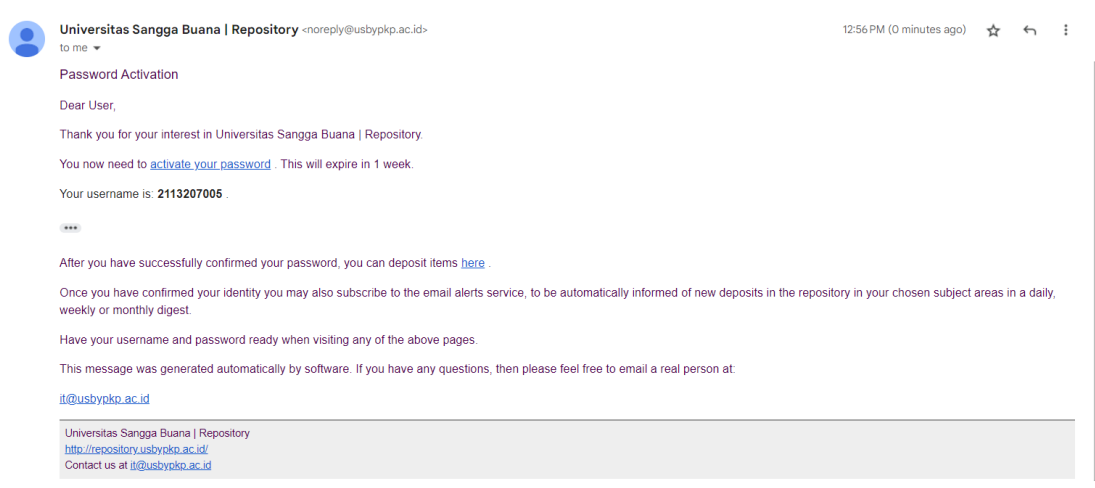 Universitas Sangga Buana | Repository <noreply@usbypkp.ac.id>
12:56 PM (0 minutes ago)
to me
Password Activation
Dear User,
Thank you for your interest in Universitas Sangga Buana | Repository.
You now need to activate your password . This will expire in 1 week.
Your username is: 2113207005 .
After you have successfully confirmed your password, you can deposit items here .
Once you have confirmed your identity you may also subscribe to the email alerts service, to be automatically informed of new deposits in the repository in your chosen subject areas in a daily,
weekly or monthly digest.
Have your username and password ready when visiting any of the above pages.
This message was generated automatically by software. If you have any questions, then please feel free to email a real person at:
it@usbypkp.ac.id
Universitas Sangga Buana | Repository
http://repository.usbypkp.ac.id/
Contact us at it@usbypkp.ac.id